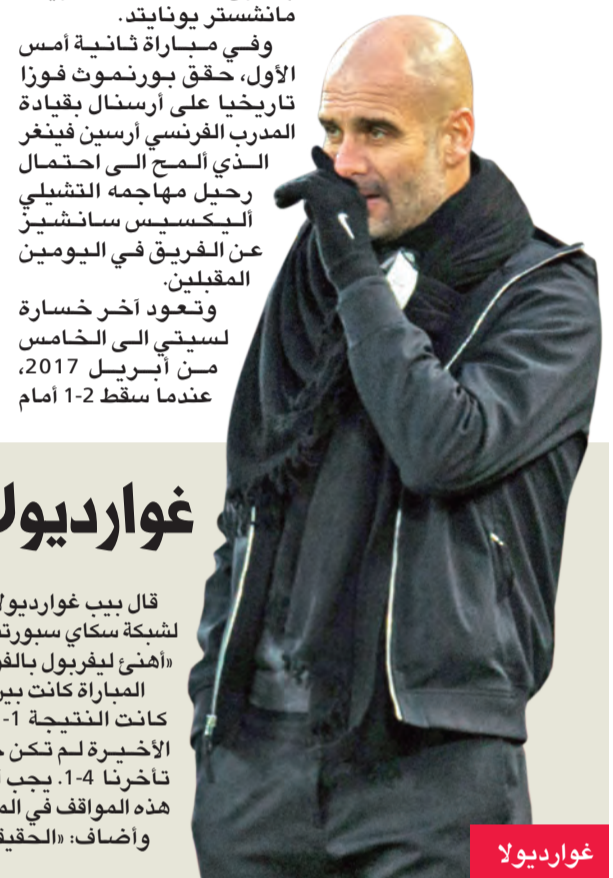 مانشستر يونايتد.
وفي مباراة ثانية أمس
الأول، حقق بورنموث فوزا
تاريخيا على أرسنال بقيادة
المدرب الفرنسي أرسين فينغر
الذي ألمح الى احتمال
رحيل مهاجمه التشيلي
أليكسيس سانشيز
عن الفريق في اليومين
المقبلين.
وتعود آخر خسارة
لسيتي الى الخامس
من أبريل 2017،
عندما سقط 2-1 أمام
غوارديولا
قال بيب غوارديولا
لشبكة سكاي سبورتس
«أهنئ ليفربول
المباراة كانت
كانت النتيجة 1-
الأخيرة لم تكن
تأخرنا 4-1. يجب
هذه المواقف في
وأضاف:
غوارديولا